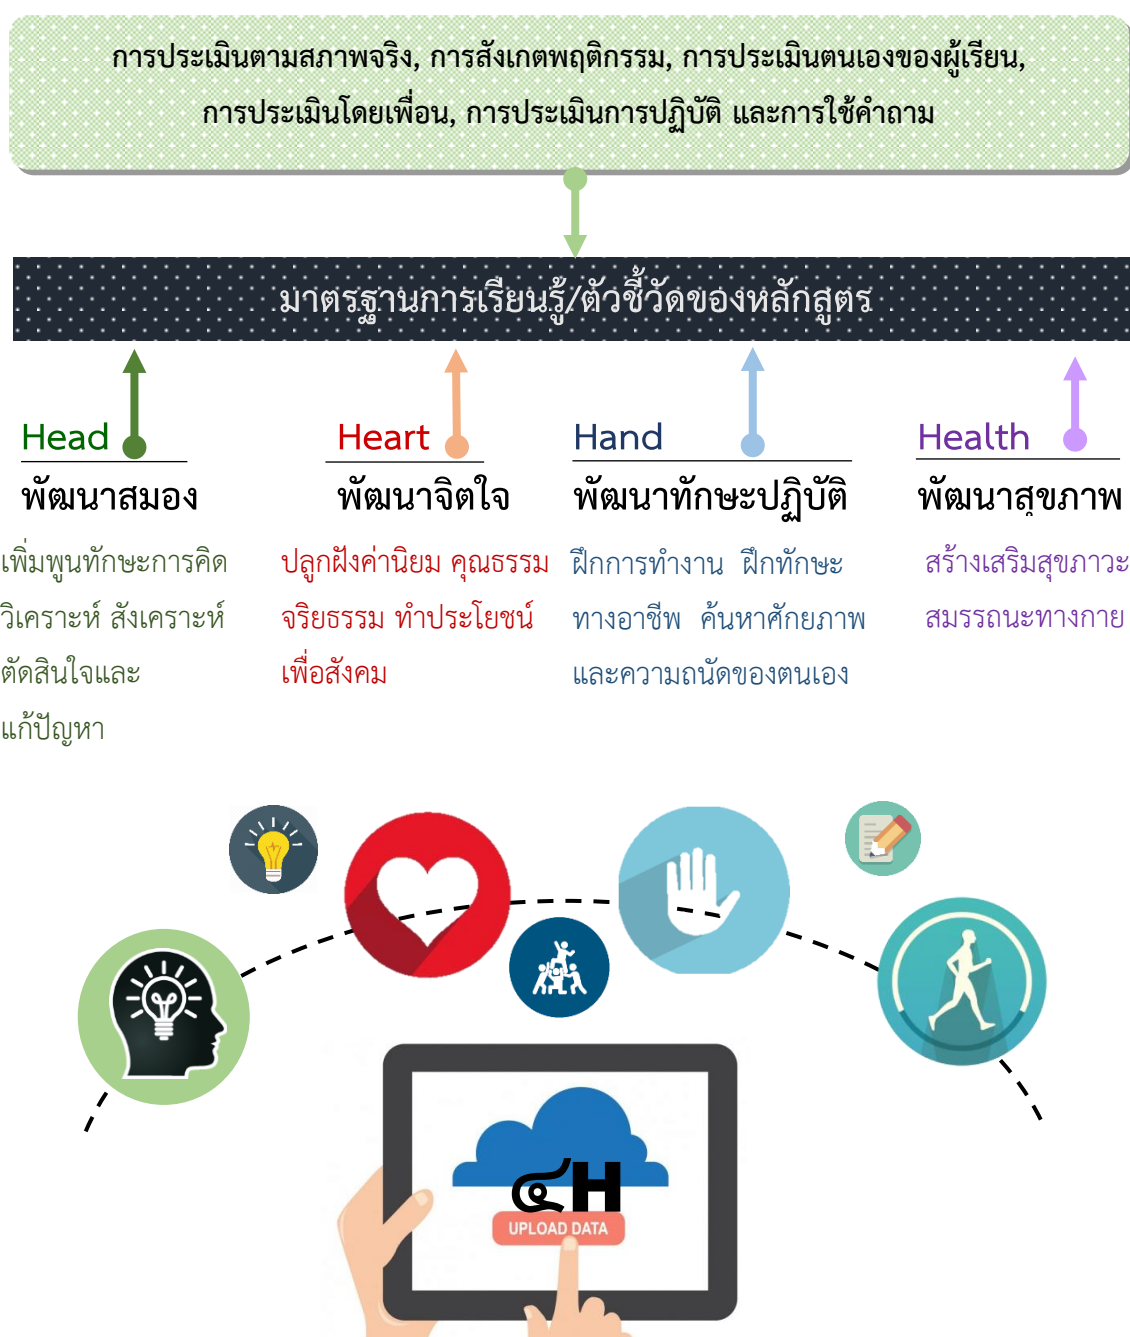 การประเมินตามสภาพจริง, การสังเกตพฤติกรรม, การประเมินตนเองของผู้เรียน,
การประเมินโดยเพื่อน, การประเมินการปฏิบัติ และการใช้คำถาม
มาตรฐานการเรียนรู้/ตัวชี้วัดของหลักสูตร
Head
พัฒนาสมอง
เพิ่มพูนทักษะการคิด
วิเคราะห์ สังเคราะห์
ตัดสินใจและ
แก้ปัญหา
Heart
พัฒนาจิตใจ
ปลูกฝังค่านิยม คุณธรรม
จริยธรรม ทำประโยชน์
เพื่อสังคม
Hand
พัฒนาทักษะปฏิบัติ
ฝึกการทำงาน ฝึกทักษะ
ทางอาชีพ ค้นหาศักยภาพ
และความถนัดของตนเอง
Health
พัฒนาสุขภาพ
สร้างเสริมสุขภาวะ
สมรรถนะทางกาย
๔H
UPLOAD DATA